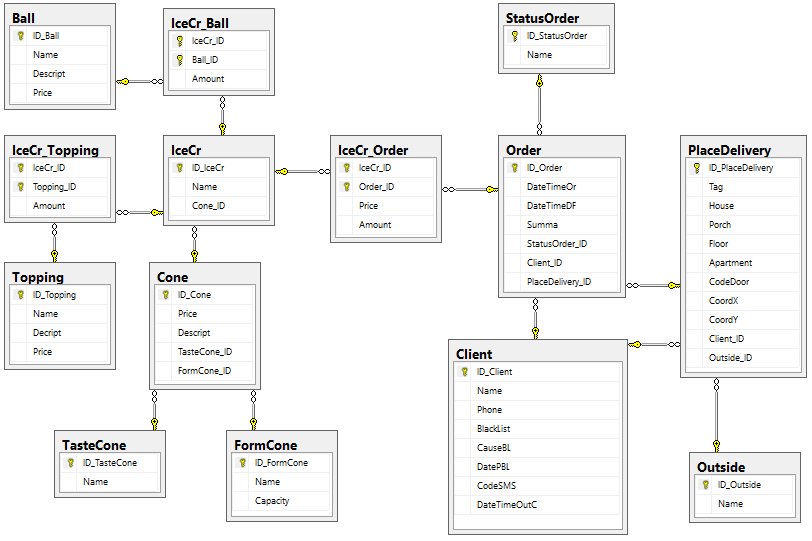 Ball
ID_Ball
Name
Descript
Price
IceCr_Ball
IceCr_ID
Ball_ID
Amount
StatusOrder
ID_StatusOrder
Name
IceCr_Topping
IceCr_ID
Topping_ID
Amount
IceCr
ID_IceCr
Name
Cone_ID
IceCr_Order
IceCr_ID
Order_ID
Price
Amount
Order
ID_Order
DateTimeOr
DateTimeDF
Summa
StatusOrder_ID
Client_ID
PlaceDelivery_ID
PlaceDelivery
ID_PlaceDelivery
Tag
House
Porch
Floor
Apartment
CodeDoor
CoordX
CoordY
Client_ID
Outside_ID
Topping
ID_Topping
Name
Decript
Price
Cone
ID_Cone
Price
Descript
TasteCone_ID
FormCone_ID
Client
ID_Client
Name
Phone
BlackList
CauseBL
DatePBL
CodeSMS
DateTimeOutC
TasteCone
ID_TasteCone
Name
FormCone
ID_FormCone
Name
Capacity
Outside
ID_Outside
Name